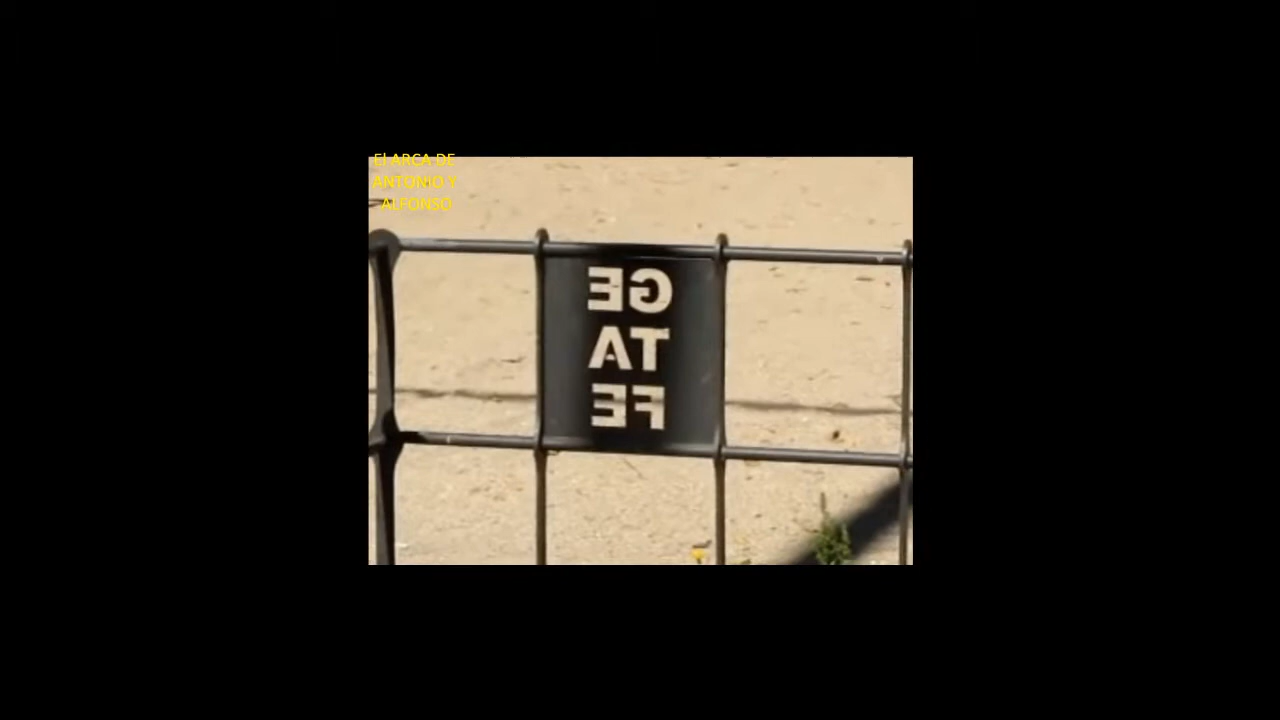 El ARCA DE
ANTONIO Y
ALFONSO
GE
TA
FE